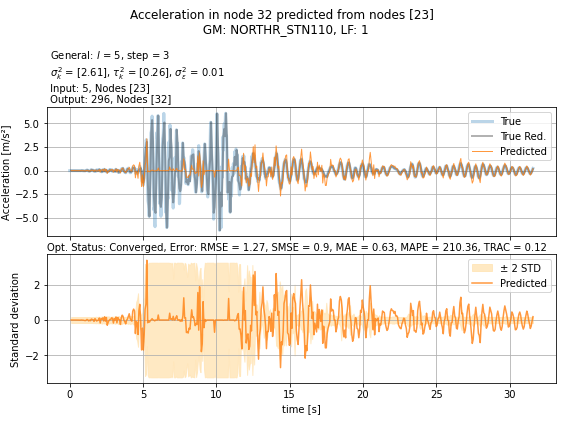 Acceleration in node 32 predicted from nodes [23]
GM: NORTHR_STN110, LF: 1
General: l = 5, step = 3
σ²_k = [2.61], τ²_k = [0.26], σ²_ε = 0.01
Input: 5, Nodes [23]
Output: 296, Nodes [32]
Acceleration [m/s²]
5.0
2.5
0.0
−2.5
−5.0
True
True Red.
Predicted
Opt. Status: Converged, Error: RMSE = 1.27, SMSE = 0.9, MAE = 0.63, MAPE = 210.36, TRAC = 0.12
Standard deviation
2
0
−2
± 2 STD
Predicted
0 5 10 15 20 25 30
time [s]